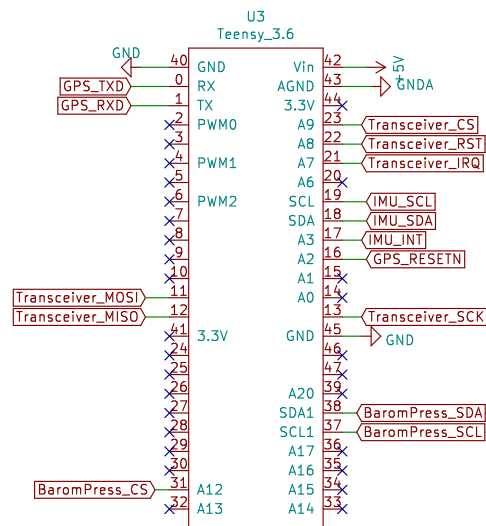 U3
Teensy_3.6
GND 40 GND Vin 42 +5V
GPS_TXD 0 RX AGND 43 GNDA
GPS_RXD 1 TX 3.3V 44
2 PWM0 A9 23 Transceiver_CS
3 A8 22 Transceiver_RST
4 PWM1 A7 21 Transceiver_IRQ
5 A6 20
6 PWM2 SCL 19 IMU_SCL
7 SDA 18 IMU_SDA
8 A3 17 IMU_INT
9 A2 16 GPS_RESETN
10 A1 15
Transceiver_MOSI 11 A0 14
Transceiver_MISO 12 13 Transceiver_SCK
41 3.3V GND 45 GND
24 46
25 47
26 A20 39
27 SDA1 38 BaromPress_SDA
28 SCL1 37 BaromPress_SCL
29 A17 36
30 A16 35
BaromPress_CS 31 A12 A15 34
32 A13 A14 33